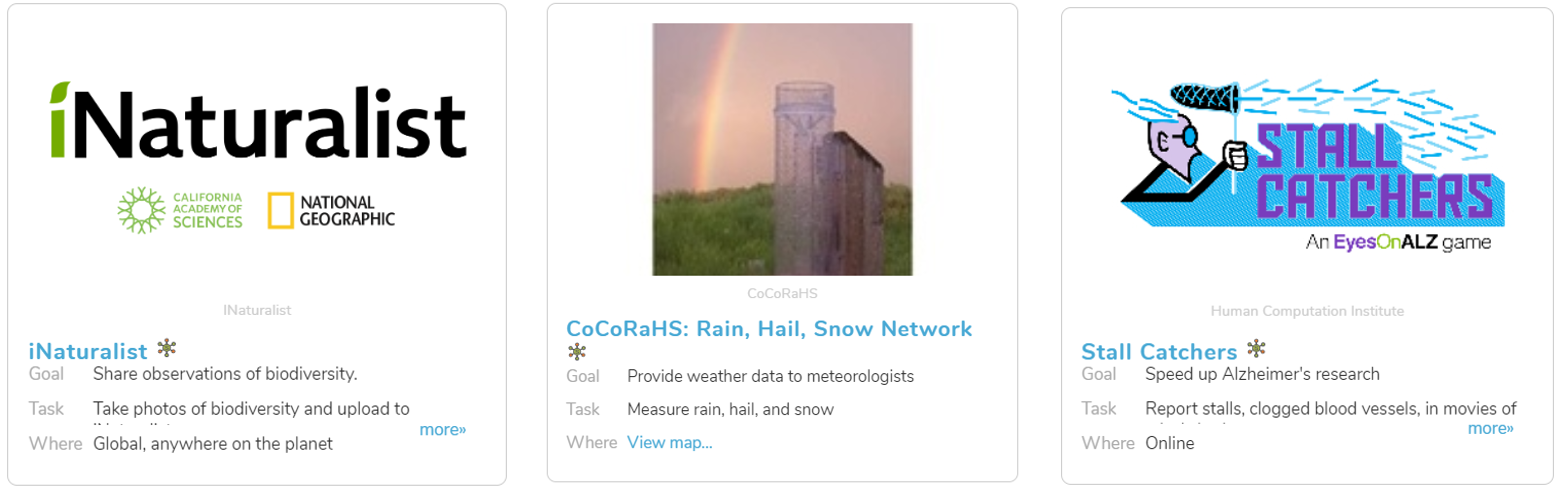 iNaturalist
CALIFORNIA
ACADEMY OF
SCIENCES
NATIONAL
GEOGRAPHIC
INaturalist
iNaturalist
Goal Share observations of biodiversity.
Task Take photos of biodiversity and upload to
more»
Where Global, anywhere on the planet
CoCoRaHS
CoCoRaHS: Rain, Hail, Snow Network
Goal Provide weather data to meteorologists
Task Measure rain, hail, and snow
Where View map...
STALL
CATCHERS
An EyesOnALZ game
Human Computation Institute
Stall Catchers
Goal Speed up Alzheimer's research
Task Report stalls, clogged blood vessels, in movies of
more»
Where Online